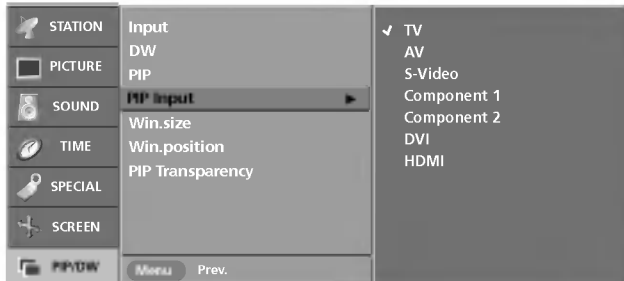 STATION
PICTURE
SOUND
TIME
SPECIAL
SCREEN
PIP/DW
Input
DW
PIP
PIP Input
Win.size
Win.position
PIP Transparency
Menu Prev.
TV
AV
S-Video
Component 1
Component 2
DVI
HDMI